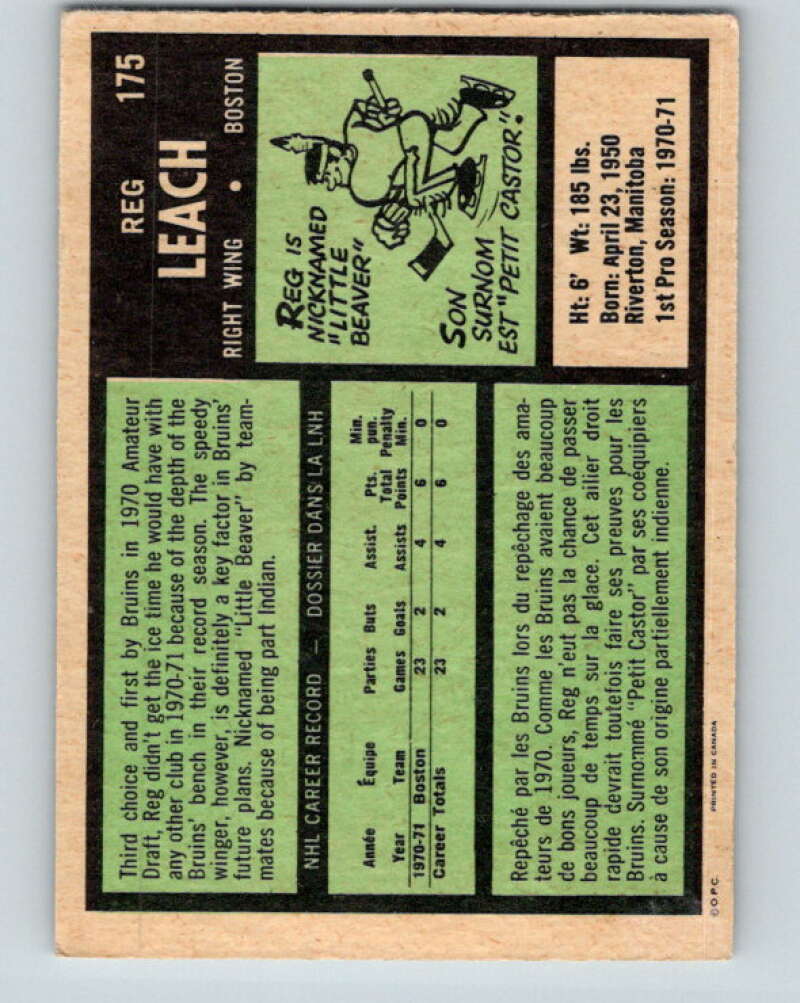 REG 175
LEACH
RIGHT WING • BOSTON
REG IS
NICKNAMED
"LITTLE
BEAVER"
SON
SURNOM
EST "PETIT CASTOR".
Ht: 6' Wt: 185 lbs.
Born: April 23, 1950
Riverton, Manitoba
1st Pro Season: 1970-71
Third choice and first by Bruins in 1970 Amateur
Draft, Reg didn't get the ice time he would have with
any other club in 1970-71 because of the depth of the
Bruins' bench in their record season. The speedy
winger, however, is definitely a key factor in Bruins'
future plans. Nicknamed "Little Beaver" by team-
mates because of being part Indian.
NHL CAREER RECORD — DOSSIER DANS LA LNH
Année Équipe Parties Buts Assist. Pts. Total Min. pun.
Year Team Games Goals Assists Points Penalty Min.
1970-71 Boston 23 2 4 6 0
Career Totals 23 2 4 6 0
Repêché par les Bruins lors du repêchage des ama-
teurs de 1970. Comme les Bruins avaient beaucoup
de bons joueurs, Reg n'eut pas la chance de passer
beaucoup de temps sur la glace. Cet ailier droit
rapide devrait toutefois faire ses preuves pour les
Bruins. Surnommé "Petit Castor" par ses coéquipiers
à cause de son origine partiellement indienne.
© O.P.C. PRINTED IN CANADA